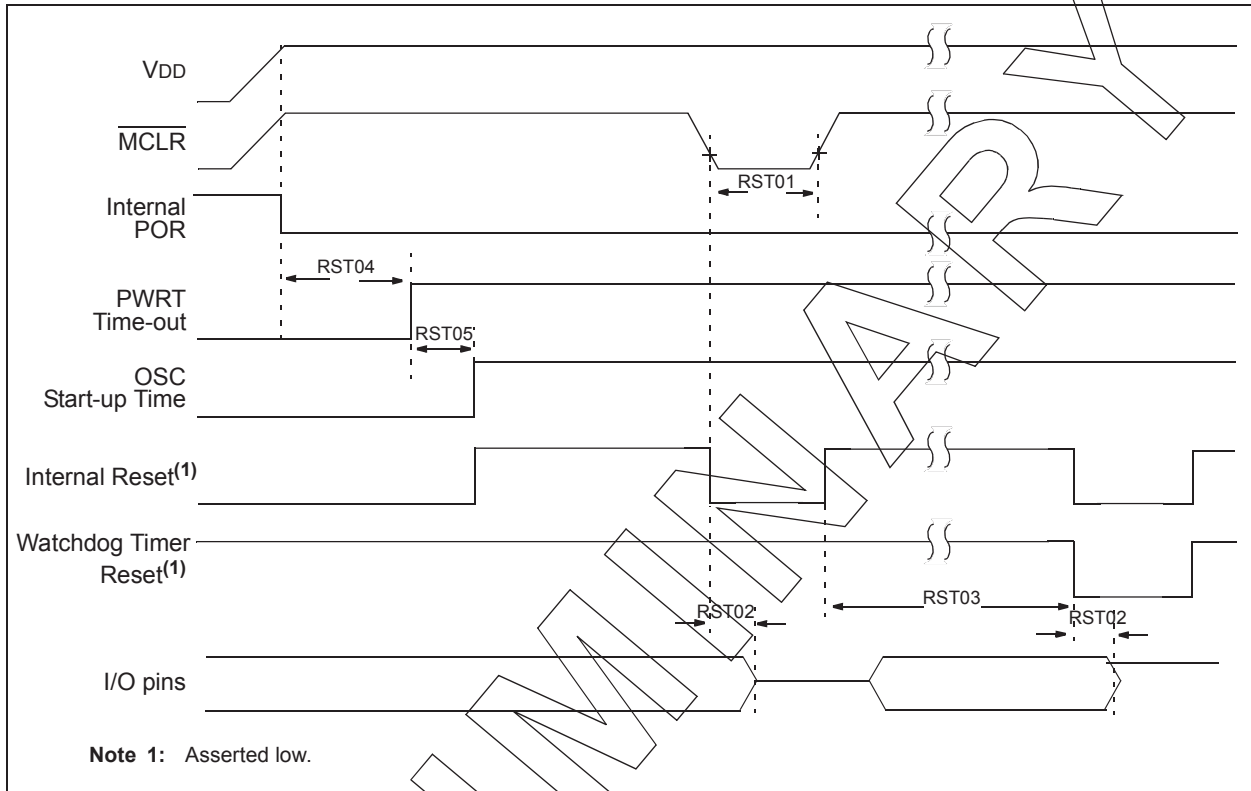 VDD
MCLR
RST01
Internal
POR
RST04
PWRT
Time-out
RST05
OSC
Start-up Time
Internal Reset(1)
Watchdog Timer
Reset(1)
RST03
RST02
RST02
I/O pins
Note 1: Asserted low.
MINARY